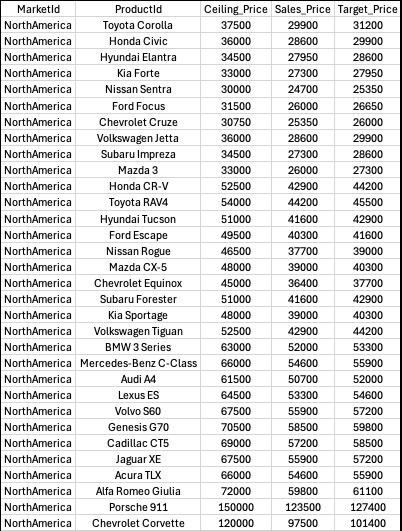 MarketId ProductId Ceiling_Price Sales_Price Target_Price
NorthAmerica Toyota Corolla 37500 29900 31200
NorthAmerica Honda Civic 36000 28600 29900
NorthAmerica Hyundai Elantra 34500 27950 28600
NorthAmerica Kia Forte 33000 27300 27950
NorthAmerica Nissan Sentra 30000 24700 25350
NorthAmerica Ford Focus 31500 26000 26650
NorthAmerica Chevrolet Cruze 30750 25350 26000
NorthAmerica Volkswagen Jetta 36000 28600 29900
NorthAmerica Subaru Impreza 34500 27300 28600
NorthAmerica Mazda 3 33000 26000 27300
NorthAmerica Honda CR-V 52500 42900 44200
NorthAmerica Toyota RAV4 54000 44200 45500
NorthAmerica Hyundai Tucson 51000 41600 42900
NorthAmerica Ford Escape 49500 40300 41600
NorthAmerica Nissan Rogue 46500 37700 39000
NorthAmerica Mazda CX-5 48000 39000 40300
NorthAmerica Chevrolet Equinox 45000 36400 37700
NorthAmerica Subaru Forester 51000 41600 42900
NorthAmerica Kia Sportage 48000 39000 40300
NorthAmerica Volkswagen Tiguan 52500 42900 44200
NorthAmerica BMW 3 Series 63000 52000 53300
NorthAmerica Mercedes-Benz C-Class 66000 54600 55900
NorthAmerica Audi A4 61500 50700 52000
NorthAmerica Lexus ES 64500 53300 54600
NorthAmerica Volvo S60 67500 55900 57200
NorthAmerica Genesis G70 70500 58500 59800
NorthAmerica Cadillac CT5 69000 57200 58500
NorthAmerica Jaguar XE 67500 55900 57200
NorthAmerica Acura TLX 66000 54600 55900
NorthAmerica Alfa Romeo Giulia 72000 59800 61100
NorthAmerica Porsche 911 150000 123500 127400
NorthAmerica Chevrolet Corvette 120000 97500 101400